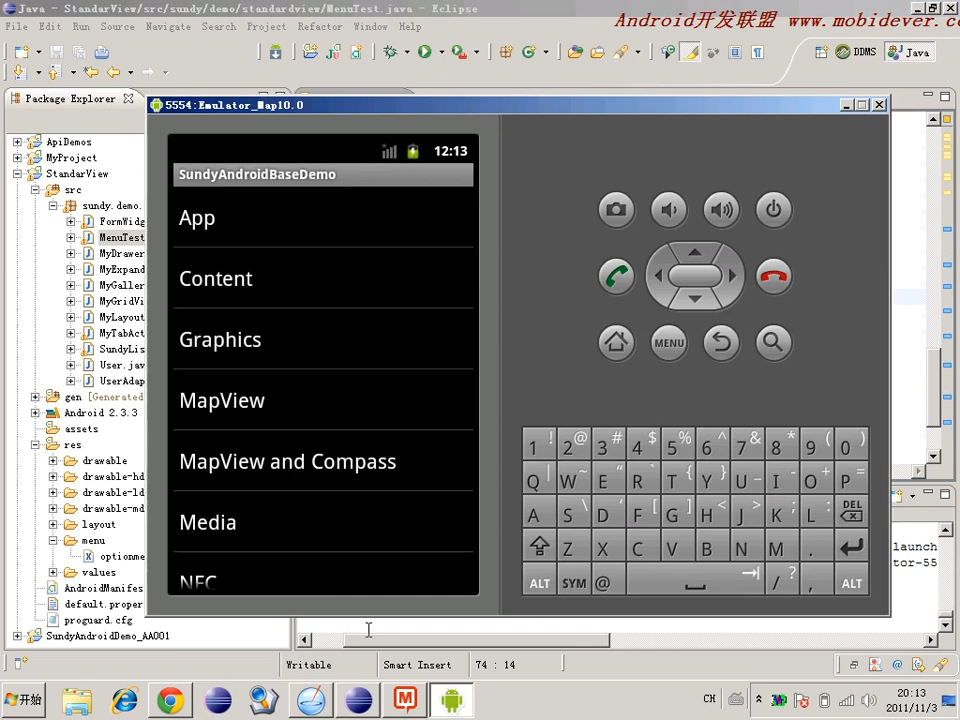 Java - StandarView/src/sundy/demo/standardview/MenuTest.java - Eclipse
Android开发联盟 www.mobidever.co
File Edit Run Source Navigate Search Project Refactor Window Help
DDMS Java
Package Explorer
5554:Emulator_Map10.0
ApiDemos
MyProject
StandarView
src
sundy.demo.
FormWidg
MenuTest
MyDrawer
MyExpand
MyGaller
MyGridVi
MyLayout
MyTabAct
SundyLis
User.jav
UserAdap
gen [Generated
Android 2.3.3
assets
res
drawable
drawable-hd
drawable-ld
drawable-md
layout
menu
optionme
values
AndroidManifes
default.proper
proguard.cfg
SundyAndroidDemo_AA001
12:13
SundyAndroidBaseDemo
App
Content
Graphics
MapView
MapView and Compass
Media
NFC
MENU
1 ! 2 @ 3 # 4 $ 5 % 6 ^ 7 & 8 * 9 ( 0 )
Q | W ~ E " R ` T { Y } U _ I - O + P =
A S \ D ' F [ G ] H < J > K ; L : DEL
Z X C V B N M .
ALT SYM @ / ? , ALT
launch
tor-55
Writable Smart Insert 74 : 14
开始
CH
20:13
2011/11/3